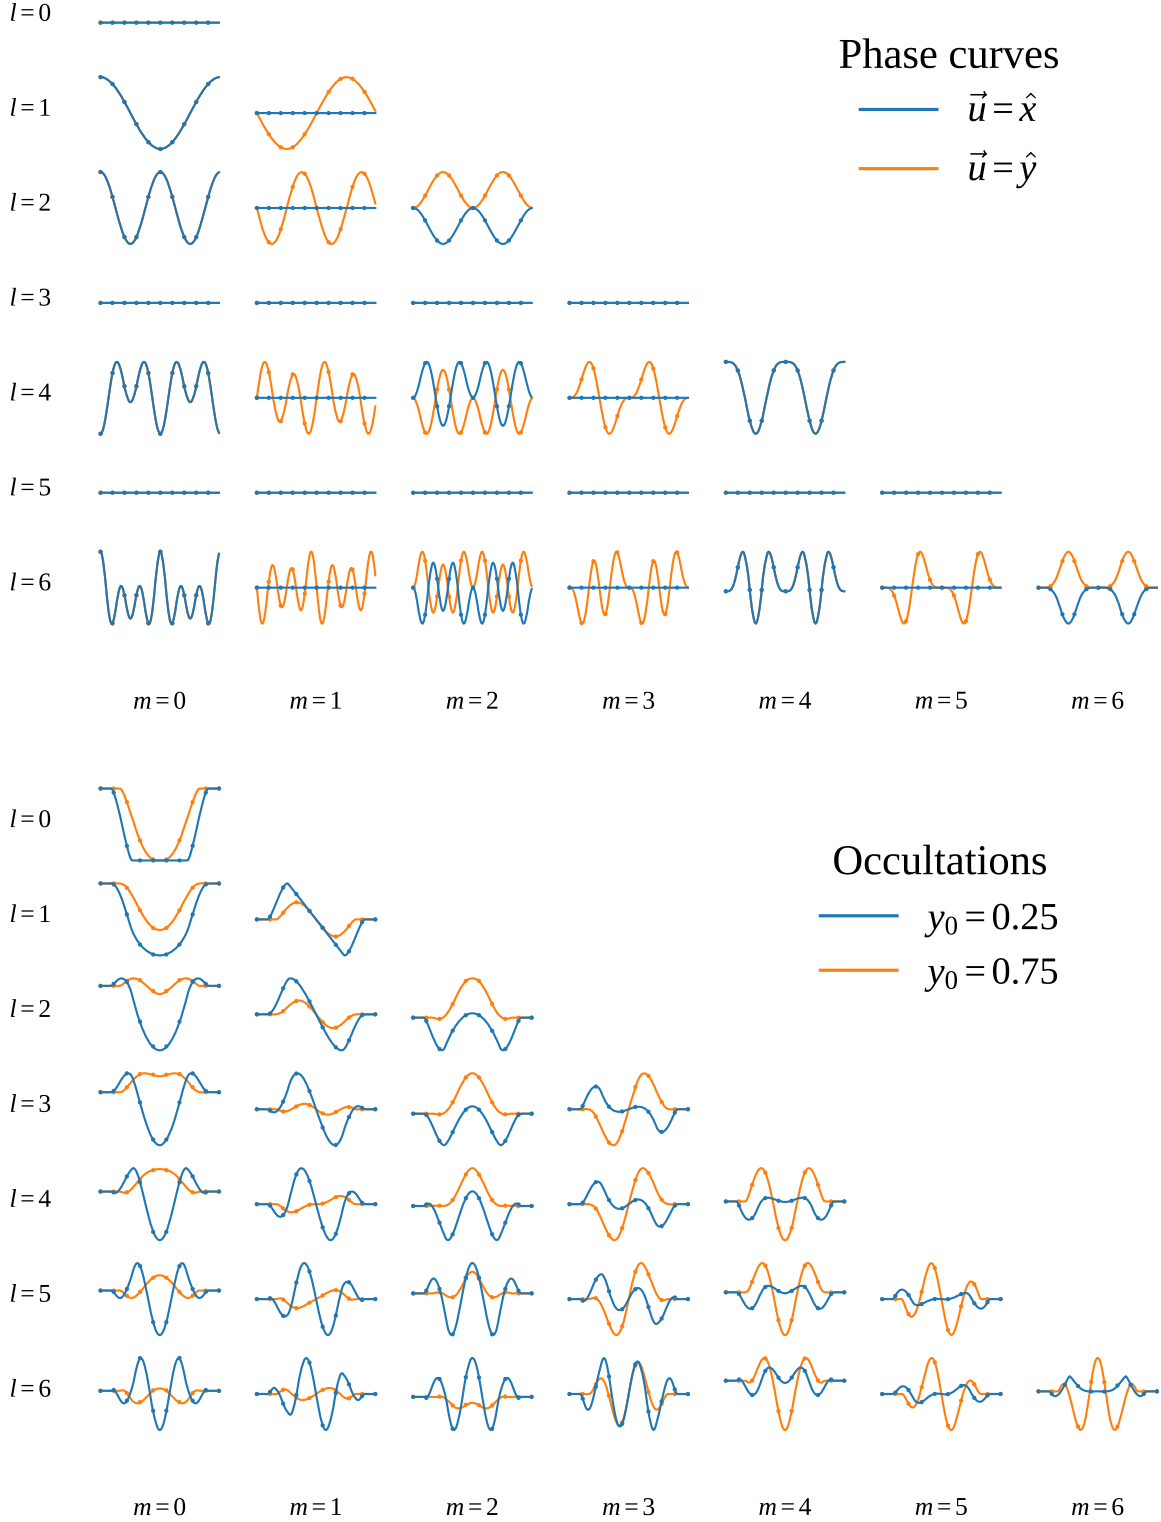 Phase curves
u⃗ = x̂
u⃗ = ŷ
l = 0
l = 1
l = 2
l = 3
l = 4
l = 5
l = 6
m = 0 m = 1 m = 2 m = 3 m = 4 m = 5 m = 6
Occultations
y₀ = 0.25
y₀ = 0.75
l = 0
l = 1
l = 2
l = 3
l = 4
l = 5
l = 6
m = 0 m = 1 m = 2 m = 3 m = 4 m = 5 m = 6